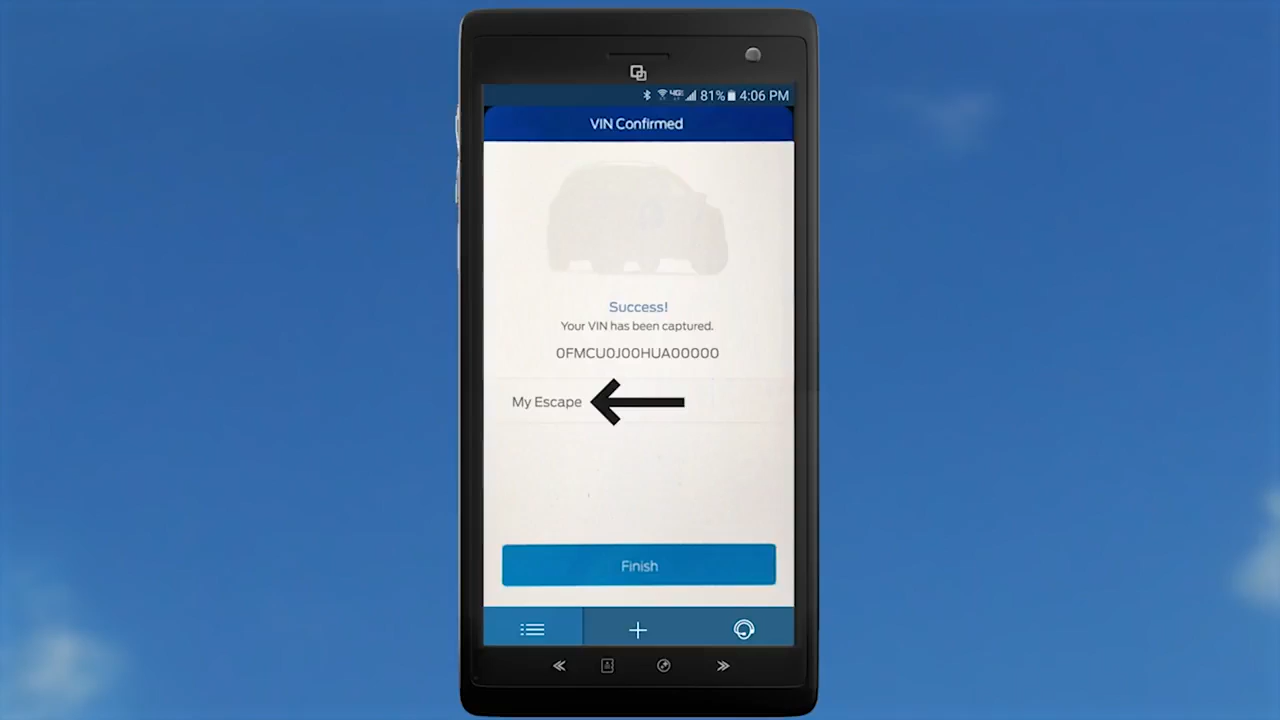 81% 4:06 PM
VIN Confirmed
Success!
Your VIN has been captured.
0FMCU0J00HUA00000
My Escape
Finish